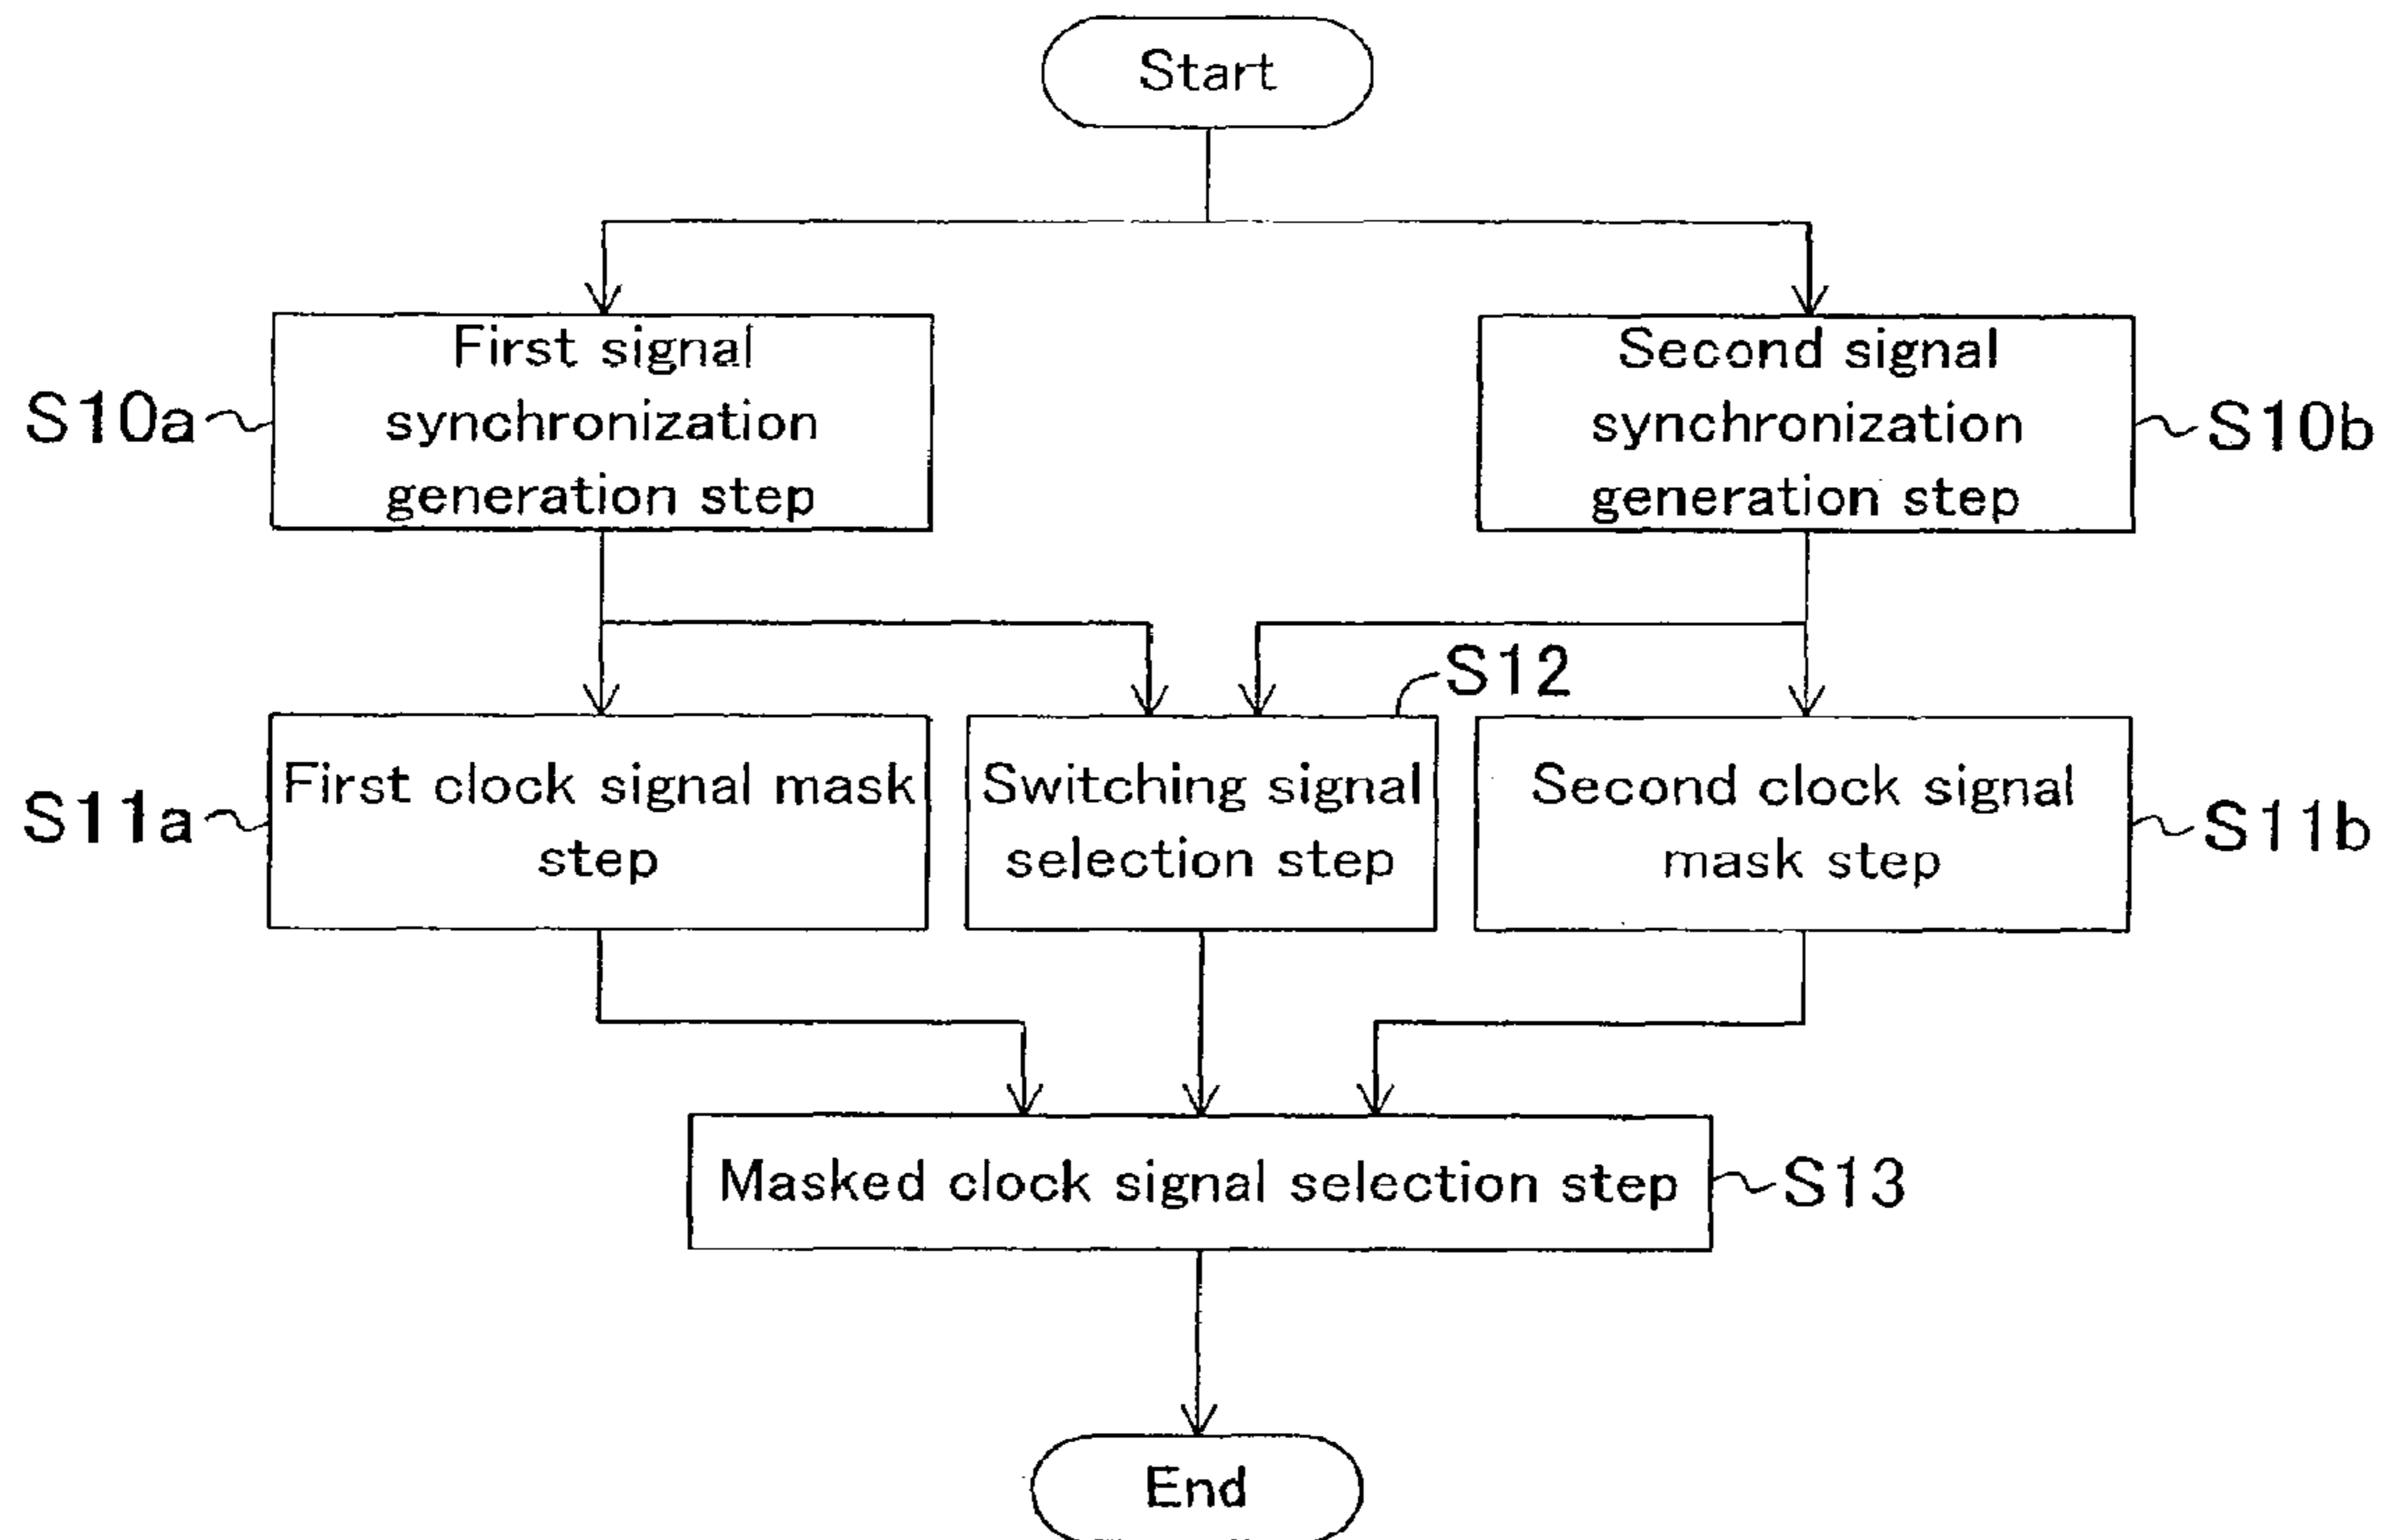 Start
First signal
synchronization
generation step
S10a
Second signal
synchronization
generation step
S10b
S12
First clock signal mask
step
S11a
Switching signal
selection step
Second clock signal
mask step
S11b
Masked clock signal selection step
S13
End